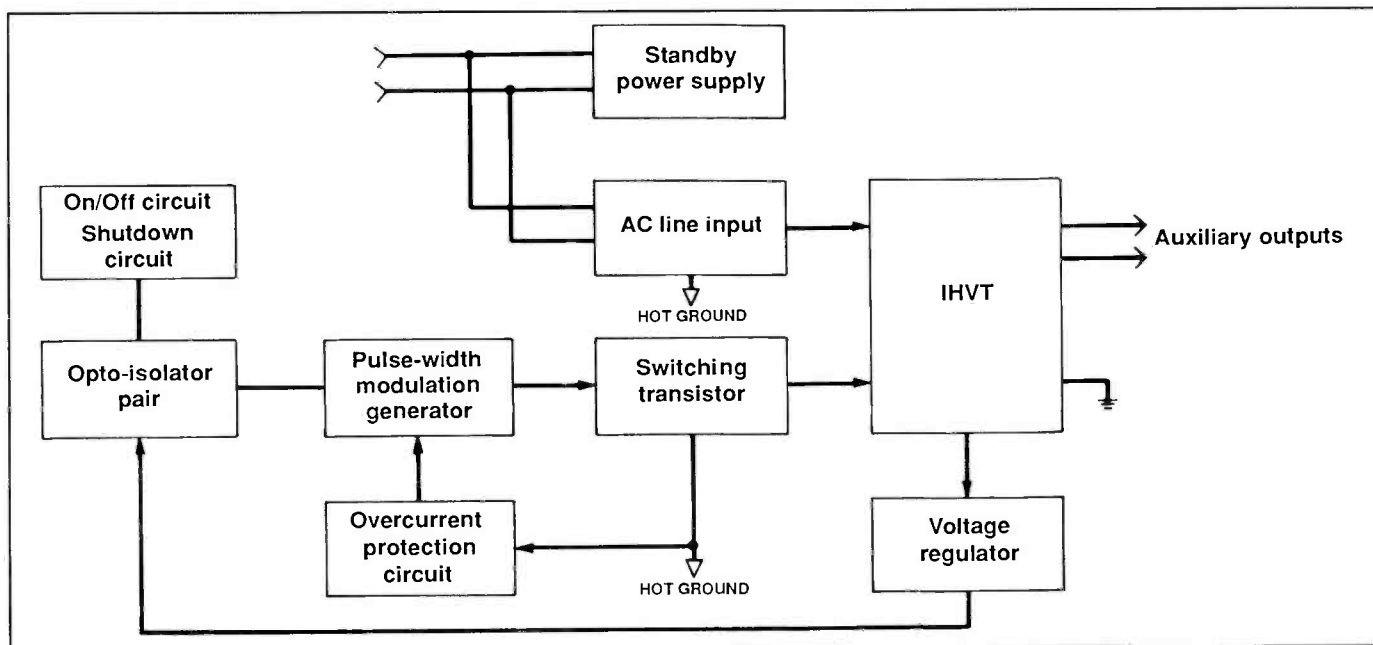 Standby
power supply
On/Off circuit
Shutdown
circuit
AC line input
IHVT
Auxiliary outputs
HOT GROUND
Opto-isolator
pair
Pulse-width
modulation
generator
Switching
transistor
Overcurrent
protection
circuit
HOT GROUND
Voltage
regulator